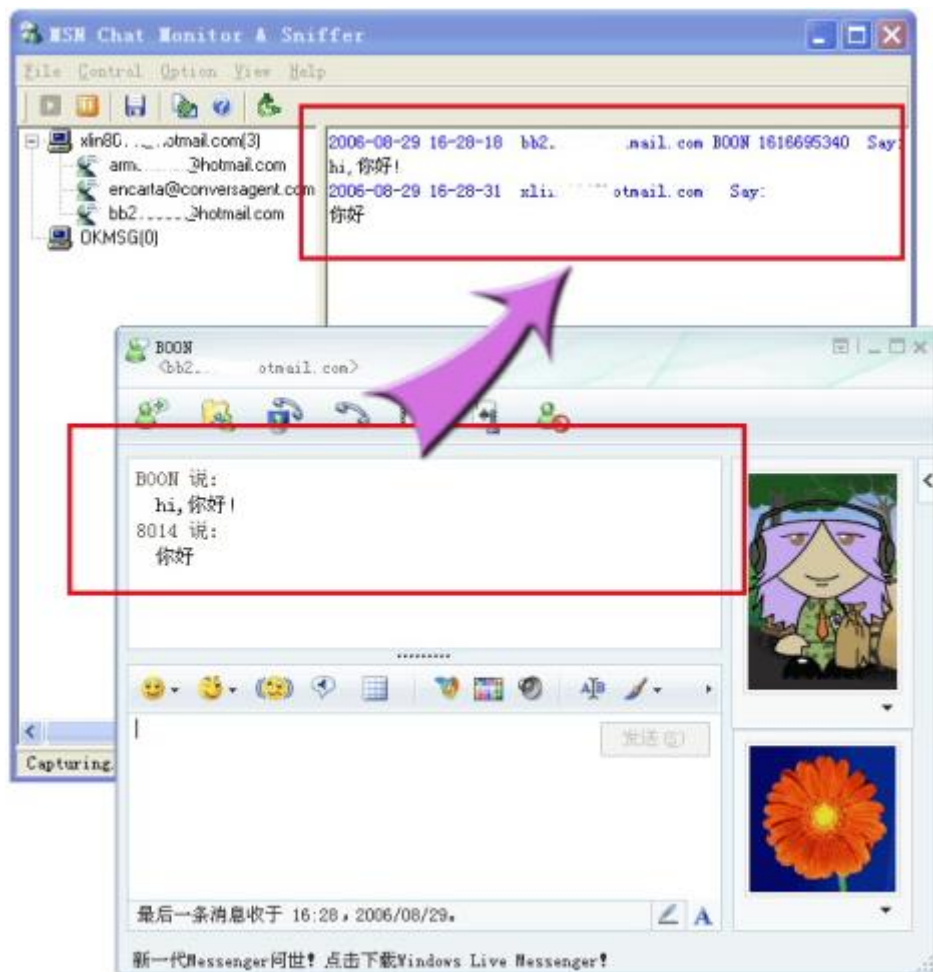 MSN Chat Monitor & Sniffer
File Control Option View Help
xlin80...otmail.com(3)
arm......@hotmail.com
encarta@conversagent.com
bb2......@hotmail.com
OKMSG(0)
2006-08-29 16-28-18 bb2. .mail.com BOON 1616695340 Say:
hi,你好!
2006-08-29 16-28-31 otmail.com Say:
你好
Capturing
BOON
<bb2. otmail.com>
BOON 说:
hi,你好!
8014 说:
你好
发送(S)
最后一条消息收于 16:28,2006/08/29。
新一代Messenger问世!点击下载Windows Live Messenger!